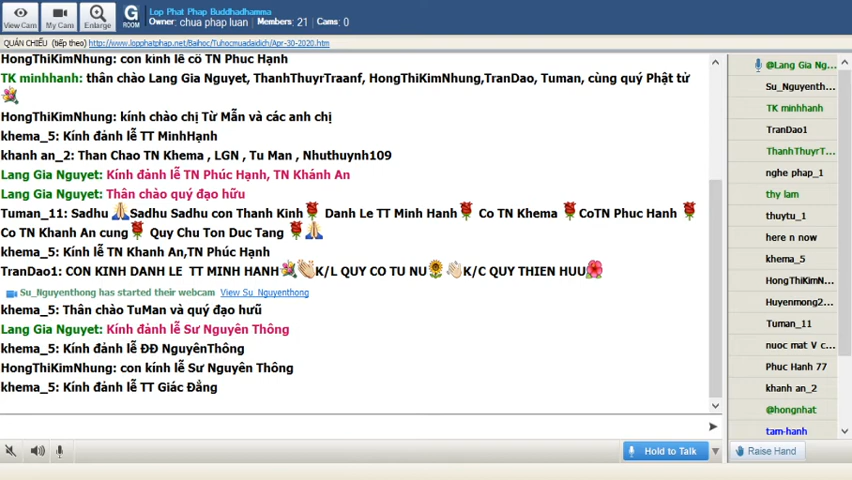 Lop Phat Phap Buddhadhamma
Owner: chua phap luan Members: 21 Cams: 0
View Cam
My Cam
Enlarge
G
ROOM
QUÁN CHIẾU (tiếp theo) http://www.lopphatphap.net/Baihoc/Tuhocmuadaidich/Apr-30-2020.htm
HongThiKimNhung: con kinh lễ cô TN Phuc Hạnh
TK minhhanh: thân chào Lang Gia Nguyet, ThanhThuyrTraanf, HongThiKimNhung,TranDao, Tuman, cùng quý Phật tử
HongThiKimNhung: kính chào chị Từ Mẫn và các anh chị
khema_5: Kính đảnh lễ TT MinhHạnh
khanh an_2: Than Chao TN Khema , LGN , Tu Man , Nhuthuynh109
Lang Gia Nguyet: Kính đảnh lễ TN Phúc Hạnh, TN Khánh An
Lang Gia Nguyet: Thân chào quý đạo hữu
Tuman_11: Sadhu Sadhu Sadhu con Thanh Kinh Danh Le TT Minh Hanh Co TN Khema CoTN Phuc Hanh
Co TN Khanh An cung Quy Chu Ton Duc Tang
khema_5: Kính lễ TN Khanh An,TN Phúc Hạnh
TranDao1: CON KINH DANH LE TT MINH HANH K/L QUY CO TU NU K/C QUY THIEN HUU
Su_Nguyenthong has started their webcam View Su_Nguyenthong
khema_5: Thân chào TuMan và quý đạo hưũ
Lang Gia Nguyet: Kính đảnh lễ Sư Nguyên Thông
khema_5: Kính đảnh lễ ĐĐ NguyênThông
HongThiKimNhung: con kính lễ Sư Nguyên Thông
khema_5: Kính đảnh lễ TT Giác Đẳng
Hold to Talk
@Lang Gia Ng...
Su_Nguyenth...
TK minhhanh
TranDao1
ThanhThuyrT...
nghe phap_1
thy lam
thuytu_1
here n now
khema_5
HongThiKimN...
Huyenmong2...
Tuman_11
nuoc mat V c...
Phuc Hanh 77
khanh an_2
@hongnhat
tam-hanh
Raise Hand